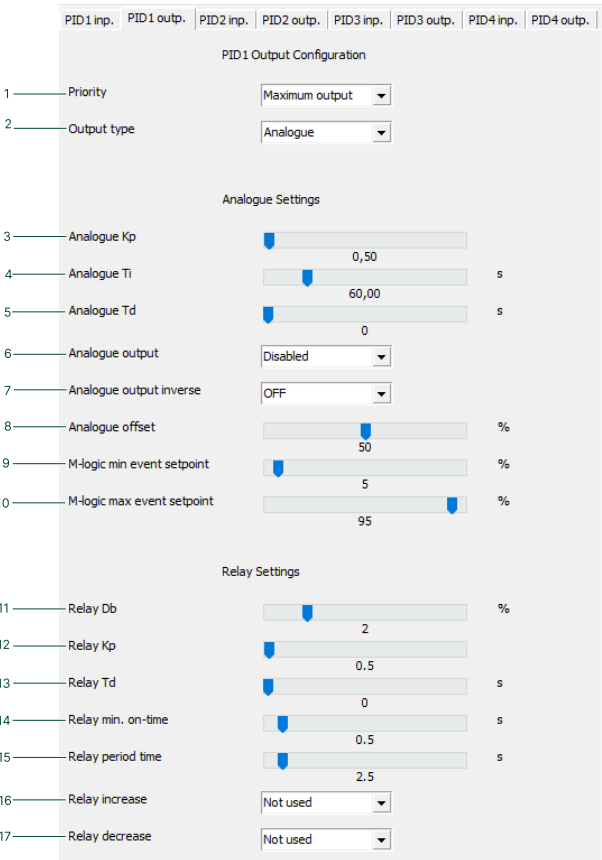 PID1 inp. PID1 outp. PID2 inp. PID2 outp. PID3 inp. PID3 outp. PID4 inp. PID4 outp.
PID1 Output Configuration
1 Priority Maximum output
2 Output type Analogue
Analogue Settings
3 Analogue Kp
0,50
4 Analogue Ti s
60,00
5 Analogue Td s
0
6 Analogue output Disabled
7 Analogue output inverse OFF
8 Analogue offset %
50
9 M-logic min event setpoint %
5
10 M-logic max event setpoint %
95
Relay Settings
11 Relay Db %
2
12 Relay Kp
0.5
13 Relay Td s
0
14 Relay min. on-time s
0.5
15 Relay period time s
2.5
16 Relay increase Not used
17 Relay decrease Not used